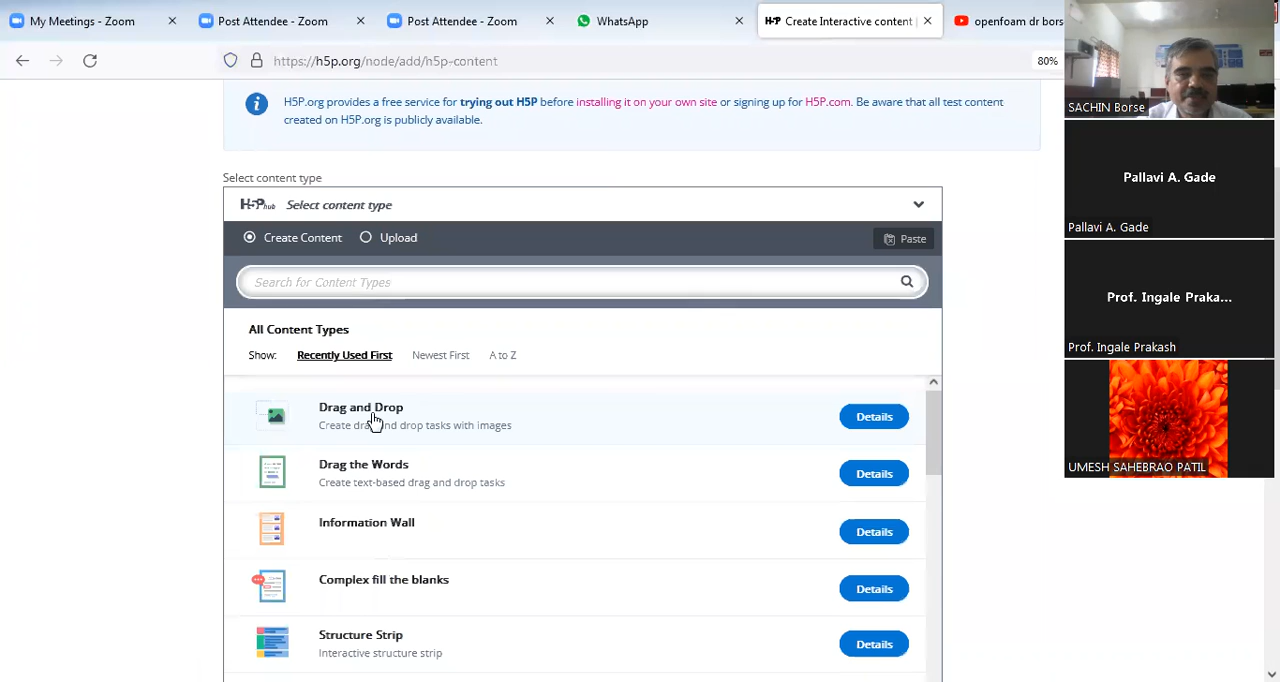 My Meetings - Zoom
Post Attendee - Zoom
Post Attendee - Zoom
WhatsApp
H5P Create Interactive content |
openfoam dr bors
https://h5p.org/node/add/h5p-content
80%
H5P.org provides a free service for trying out H5P before installing it on your own site or signing up for H5P.com. Be aware that all test content
created on H5P.org is publicly available.
Select content type
H5P hub Select content type
Create Content
Upload
Paste
Search for Content Types
All Content Types
Show: Recently Used First Newest First A to Z
Drag and Drop
Create drag and drop tasks with images
Details
Drag the Words
Create text-based drag and drop tasks
Details
Information Wall
Details
Complex fill the blanks
Details
Structure Strip
Interactive structure strip
Details
SACHIN Borse
Pallavi A. Gade
Pallavi A. Gade
Prof. Ingale Praka...
Prof. Ingale Prakash
UMESH SAHEBRAO PATIL